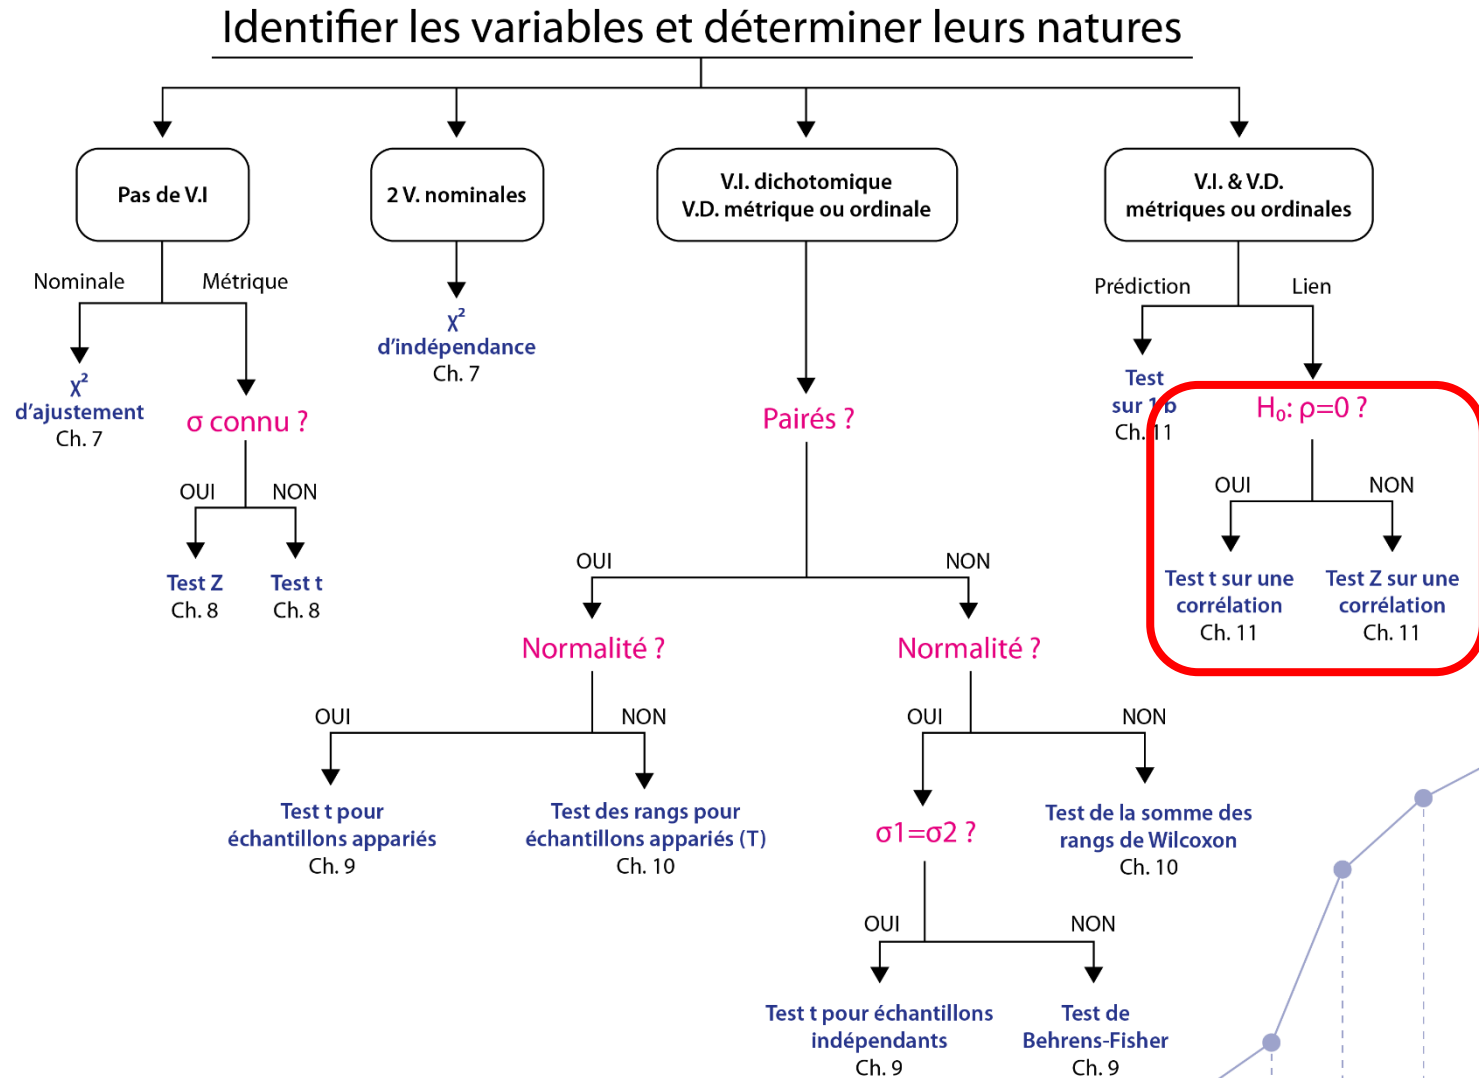 Identifier les variables et déterminer leurs natures
Pas de V.I
2 V. nominales
V.I. dichotomique
V.D. métrique ou ordinale
V.I. & V.D.
métriques ou ordinales
Nominale
Métrique
χ²
d'ajustement
Ch. 7
σ connu ?
OUI
NON
Test Z
Ch. 8
Test t
Ch. 8
χ²
d'indépendance
Ch. 7
Pairés ?
OUI
NON
Normalité ?
OUI
NON
Test t pour
échantillons appariés
Ch. 9
Test des rangs pour
échantillons appariés (T)
Ch. 10
Normalité ?
OUI
NON
σ1=σ2 ?
Test de la somme des
rangs de Wilcoxon
Ch. 10
OUI
NON
Test t pour échantillons
indépendants
Ch. 9
Test de
Behrens-Fisher
Ch. 9
Prédiction
Lien
Test
sur 1 b
Ch. 11
H₀: ρ=0 ?
OUI
NON
Test t sur une
corrélation
Ch. 11
Test Z sur une
corrélation
Ch. 11